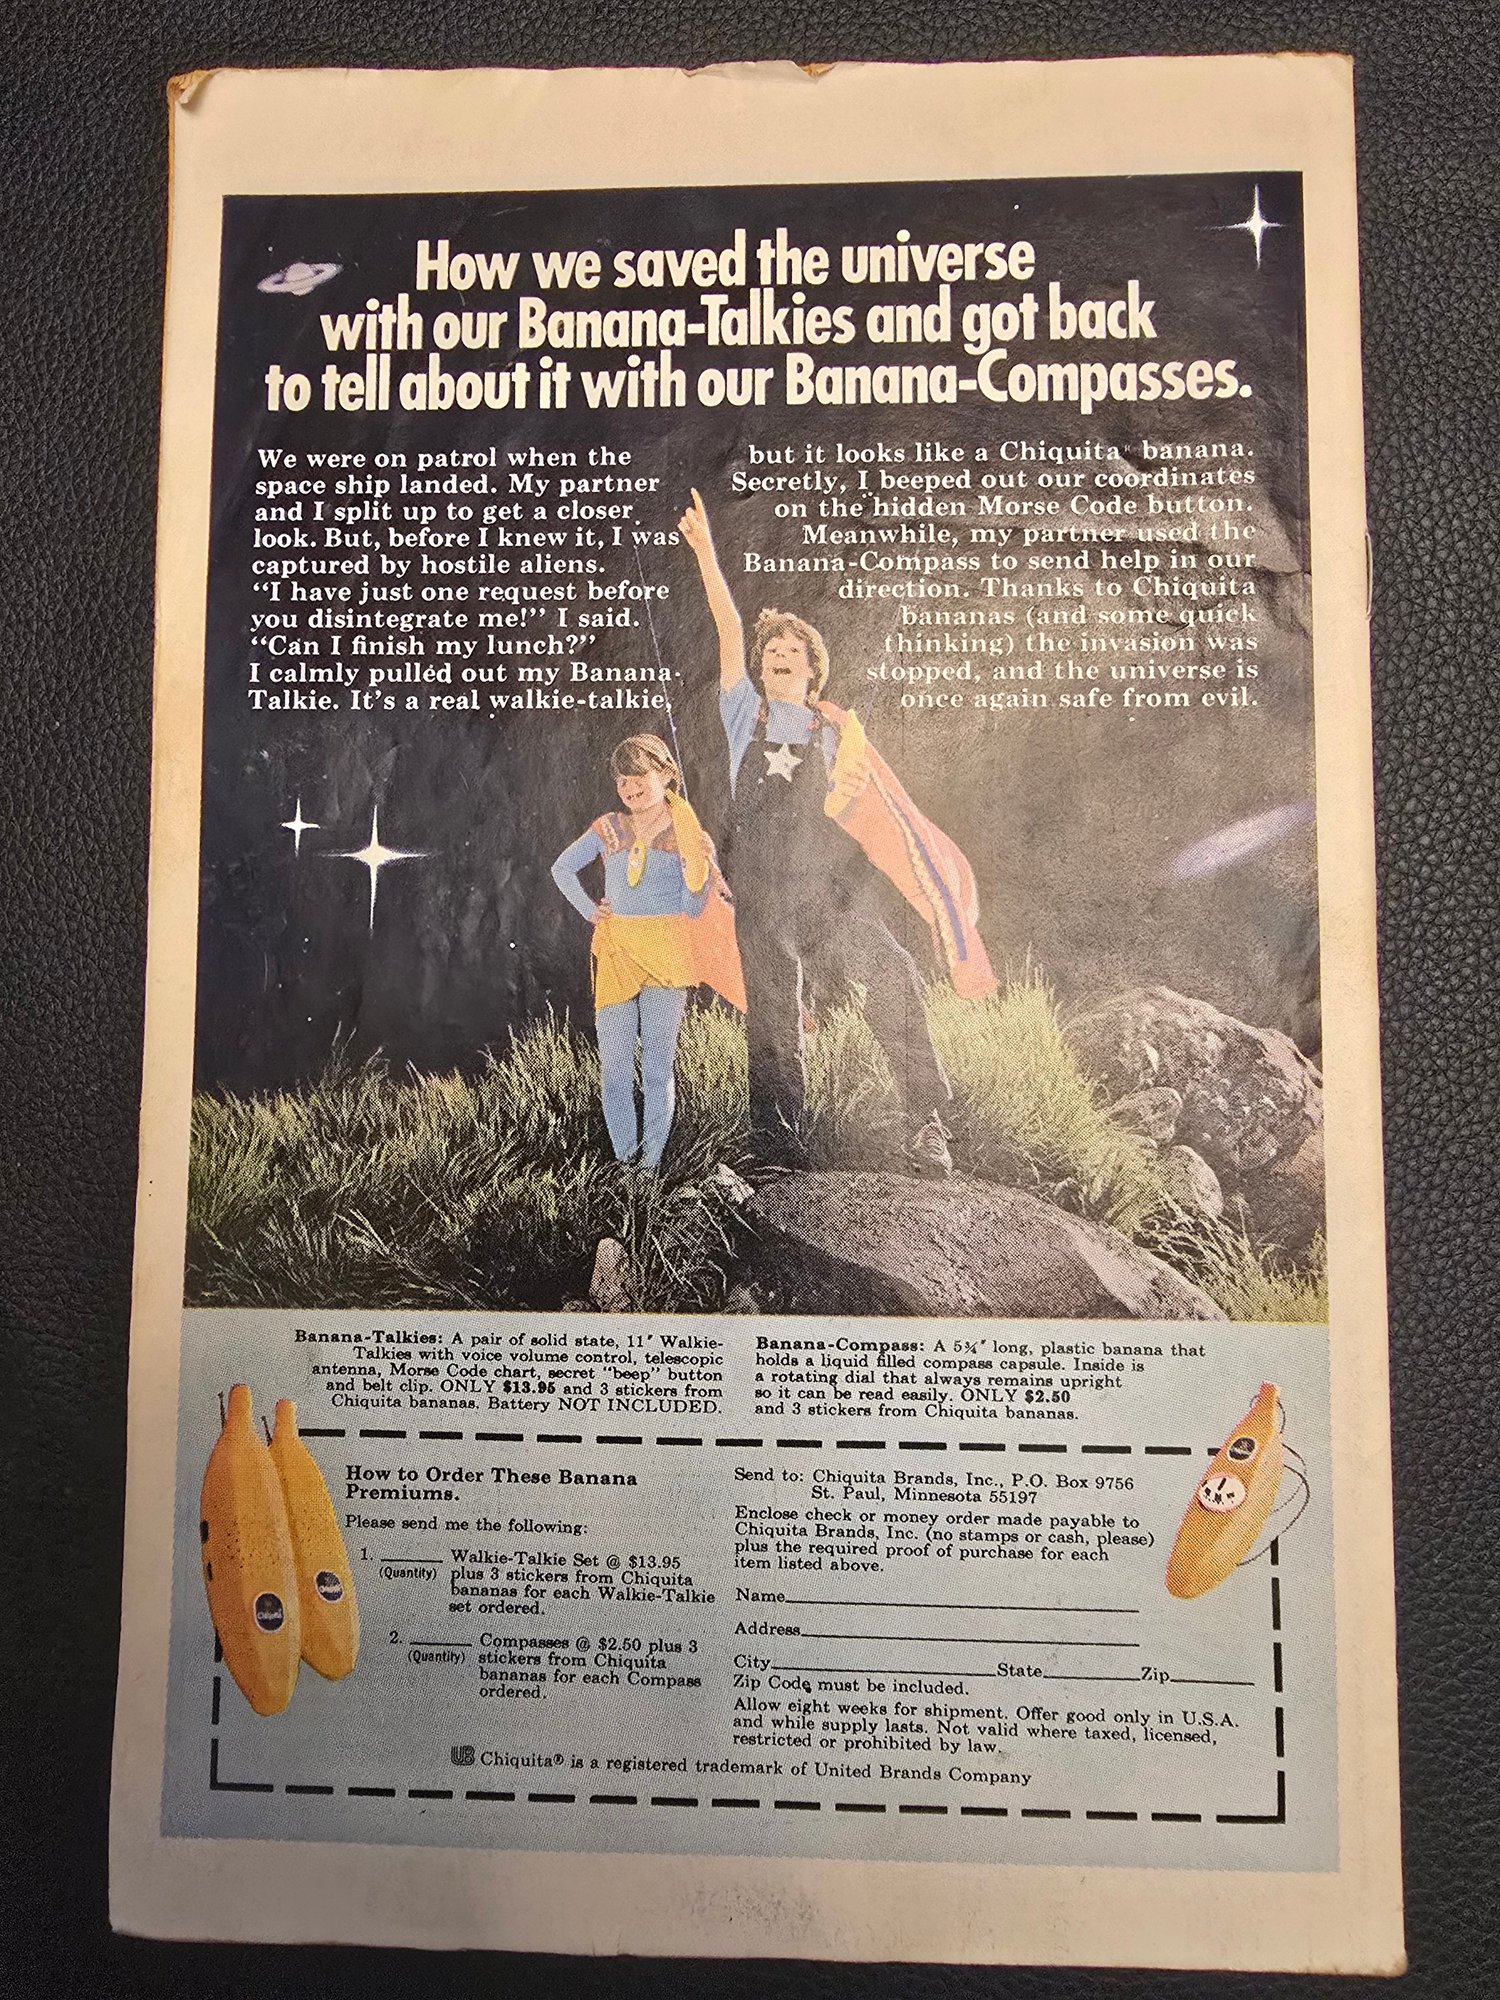 How we saved the universe
with our Banana-Talkies and got back
to tell about it with our Banana-Compasses.
We were on patrol when the
space ship landed. My partner
and I split up to get a closer
look. But, before I knew it, I was
captured by hostile aliens.
“I have just one request before
you disintegrate me!” I said.
“Can I finish my lunch?”
I calmly pulled out my Banana-
Talkie. It’s a real walkie-talkie,
but it looks like a Chiquita® banana.
Secretly, I beeped out our coordinates
on the hidden Morse Code button.
Meanwhile, my partner used the
Banana-Compass to send help in our
direction. Thanks to Chiquita
bananas (and some quick
thinking) the invasion was
stopped, and the universe is
once again safe from evil.
Banana-Talkies: A pair of solid state, 11″ Walkie-
Talkies with voice volume control, telescopic
antenna, Morse Code chart, secret “beep” button
and belt clip. ONLY $13.95 and 3 stickers from
Chiquita bananas. Battery NOT INCLUDED.
Banana-Compass: A 5¾″ long, plastic banana that
holds a liquid filled compass capsule. Inside is
a rotating dial that always remains upright
so it can be read easily. ONLY $2.50
and 3 stickers from Chiquita bananas.
How to Order These Banana
Premiums.
Please send me the following:
1. ______ Walkie-Talkie Set @ $13.95
(Quantity) plus 3 stickers from Chiquita
bananas for each Walkie-Talkie
set ordered.
2. ______ Compasses @ $2.50 plus 3
(Quantity) stickers from Chiquita
bananas for each Compass
ordered.
Send to: Chiquita Brands, Inc., P.O. Box 9756
St. Paul, Minnesota 55197
Enclose check or money order made payable to
Chiquita Brands, Inc. (no stamps or cash, please)
plus the required proof of purchase for each
item listed above.
Name
Address
City State Zip
Zip Code must be included.
Allow eight weeks for shipment. Offer good only in U.S.A.
and while supply lasts. Not valid where taxed, licensed,
restricted or prohibited by law.
UB Chiquita® is a registered trademark of United Brands Company
Chiquita
Chiquita